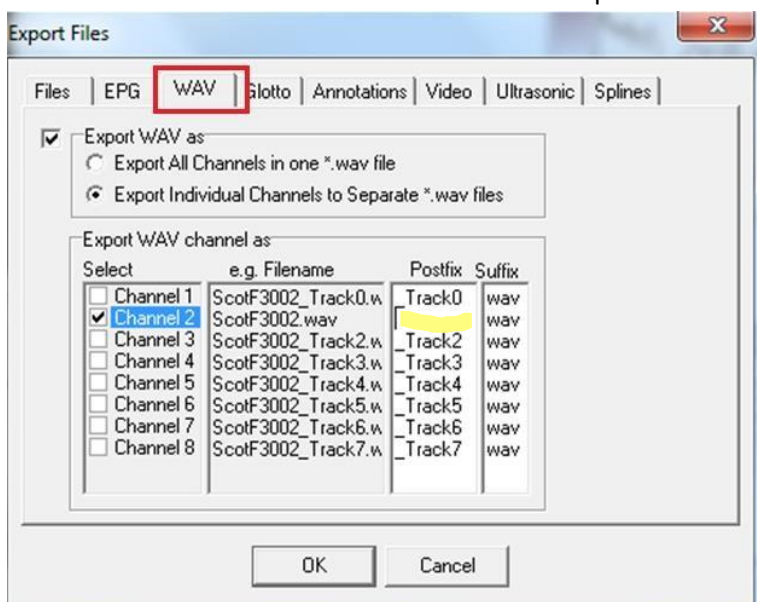 Export Files
Files EPG WAV Glotto Annotations Video Ultrasonic Splines
Export WAV as
Export All Channels in one *.wav file
Export Individual Channels to Separate *.wav files
Export WAV channel as
Select e.g. Filename Postfix Suffix
Channel 1 ScotF3002_Track0.w _Track0 wav
Channel 2 ScotF3002.wav wav
Channel 3 ScotF3002_Track2.w _Track2 wav
Channel 4 ScotF3002_Track3.w _Track3 wav
Channel 5 ScotF3002_Track4.w _Track4 wav
Channel 6 ScotF3002_Track5.w _Track5 wav
Channel 7 ScotF3002_Track6.w _Track6 wav
Channel 8 ScotF3002_Track7.w _Track7 wav
OK Cancel